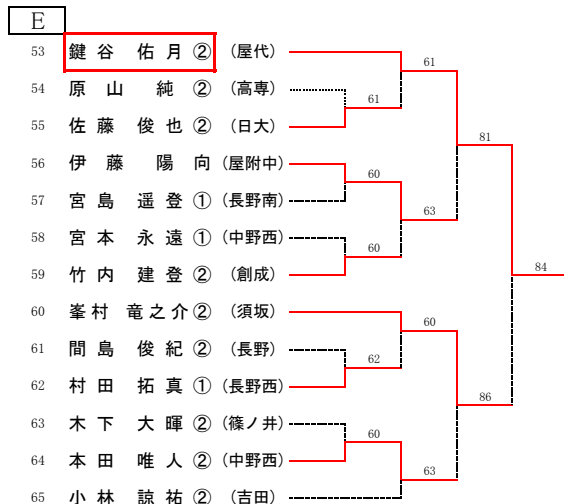 E
53 鍵谷 佑月② (屋代)
61
54 原山 純② (高専)
61
55 佐藤 俊也② (日大)
81
56 伊藤 陽向 (屋附中)
60
57 宮島 遥登① (長野南)
63
58 宮本 永遠① (中野西)
60
59 竹内 建登② (創成)
84
60 峯村 竜之介② (須坂)
60
61 間島 俊紀② (長野)
62
62 村田 拓真① (長野西)
86
63 木下 大暉② (篠ノ井)
60
64 本田 唯人② (中野西)
63
65 小林 諒祐② (吉田)